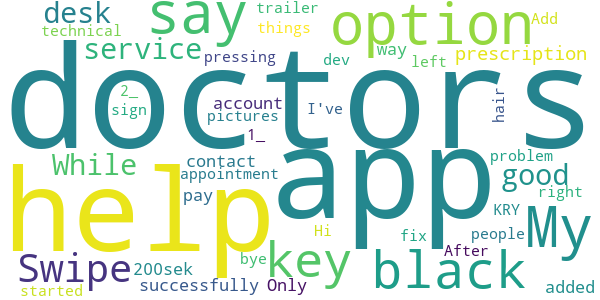 desk
say
trailer
things
option
Add
technical
service
pressing
way
prescription
dev
left
doctors
2_
sign
account
pictures
I've
hair
1_
While
help
app
contact
appointment
problem
good
right
pay
KRY
My
Hi
fix
people
After
Swipe
200sek
key
bye
black
started
successfully
Only
added